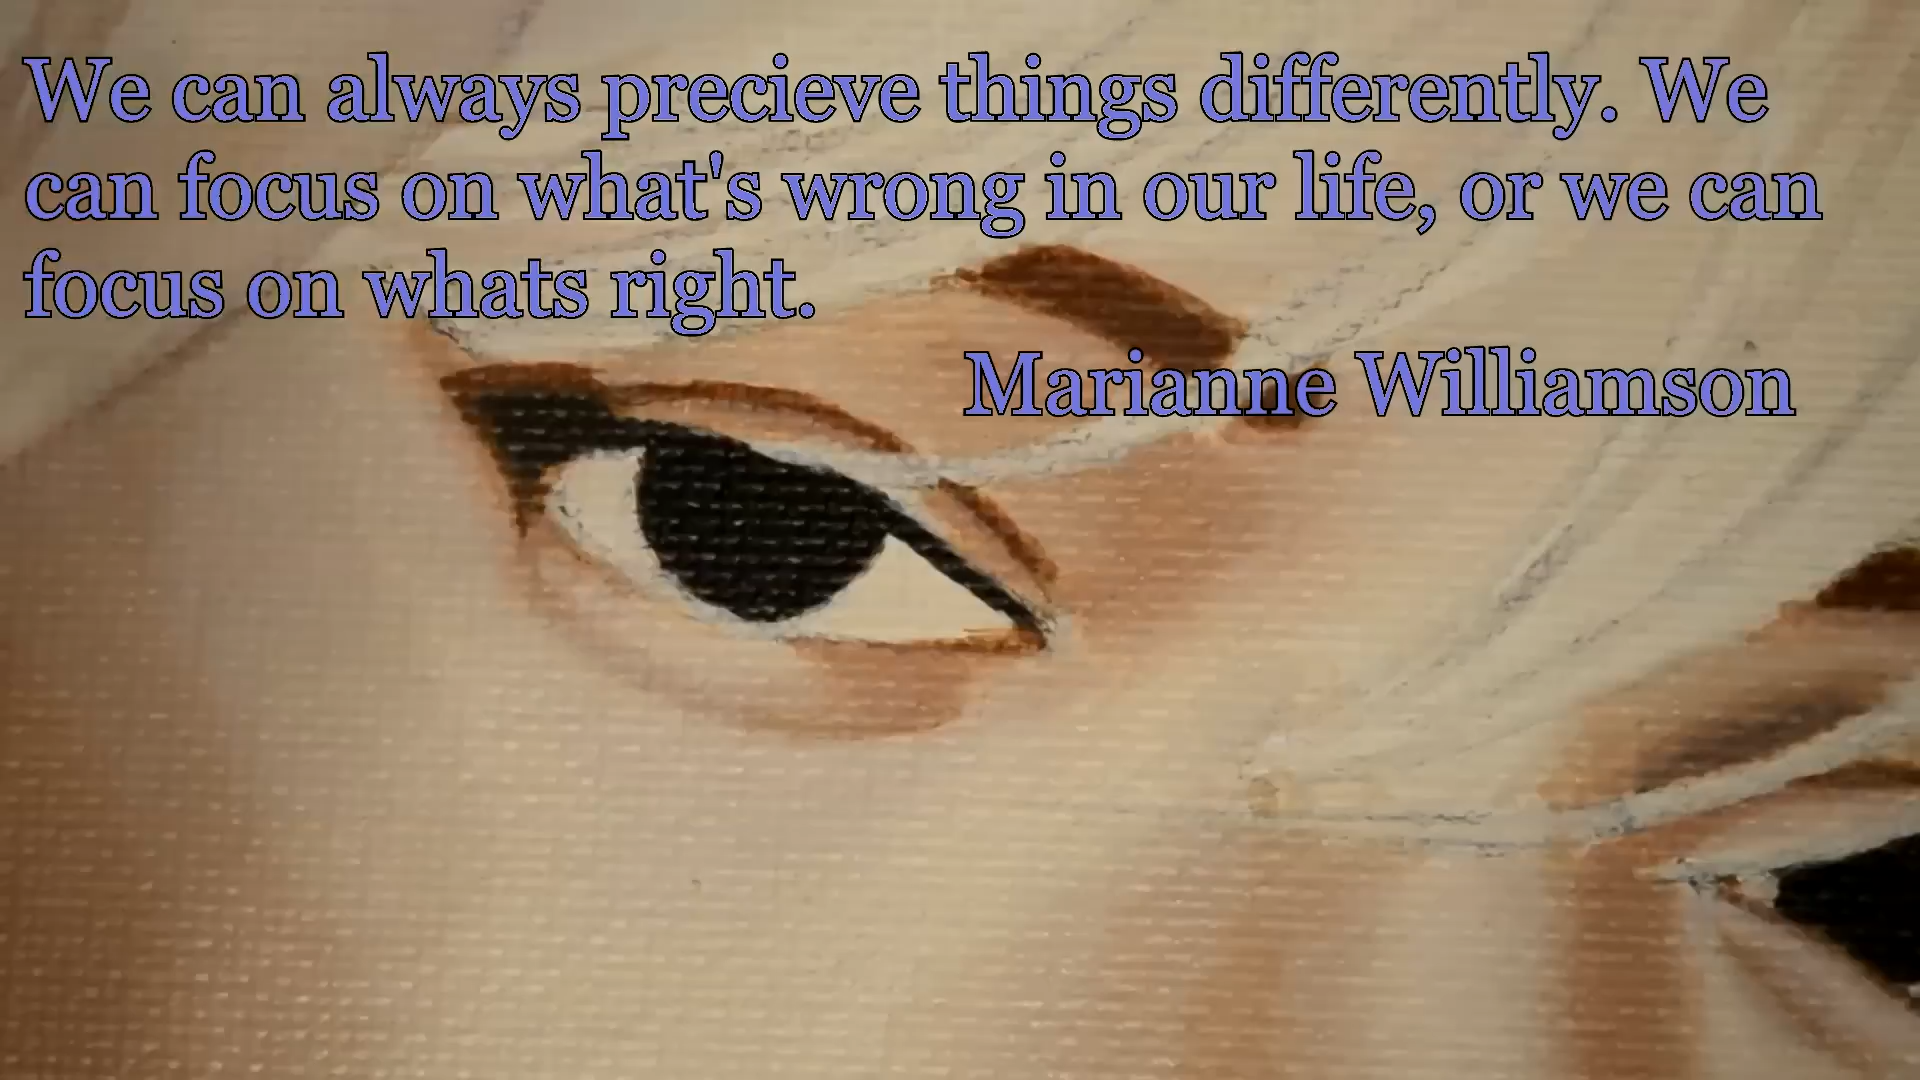 We can always precieve things differently. We
can focus on what's wrong in our life, or we can
focus on whats right.
Marianne Williamson